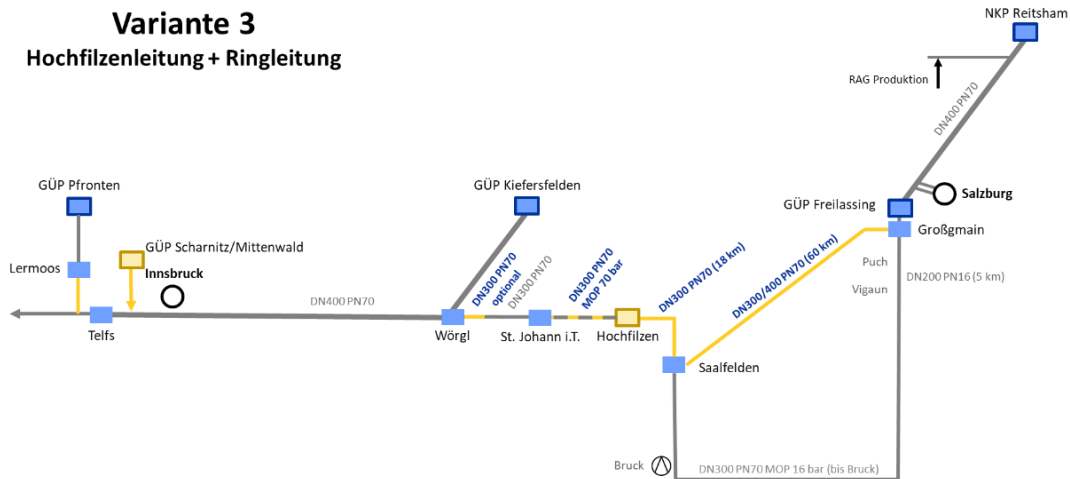 Variante 3
Hochfilzenleitung + Ringleitung
NKP Reitsham
RAG Produktion
DN400 PN70
GÜP Pfronten
GÜP Kiefersfelden
GÜP Freilassing
Salzburg
Großgmain
GÜP Scharnitz/Mittenwald
Lermoos
Innsbruck
DN400 PN70
Telfs
Wörgl
DN300 PN70
optional
DN300 PN70
St. Johann i.T.
DN300 PN70
MOP 70 bar
Hochfilzen
DN300 PN70 (18 km)
DN300/400 PN70 (60 km)
Puch
Vigaun
DN200 PN16 (5 km)
Saalfelden
Bruck
DN300 PN70 MOP 16 bar (bis Bruck)